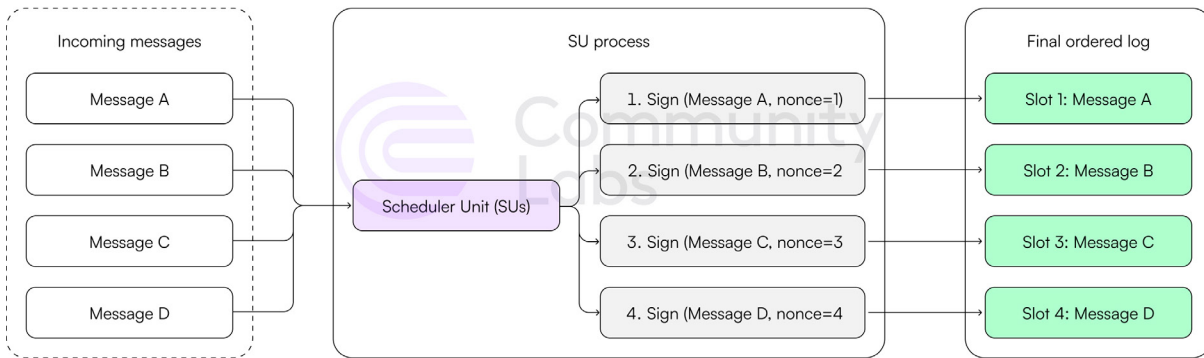 Incoming messages
Message A
Message B
Message C
Message D
SU process
Scheduler Unit (SUs)
1. Sign (Message A, nonce=1)
2. Sign (Message B, nonce=2
3. Sign (Message C, nonce=3
4. Sign (Message D, nonce=4
Community
Labs
Final ordered log
Slot 1: Message A
Slot 2: Message B
Slot 3: Message C
Slot 4: Message D